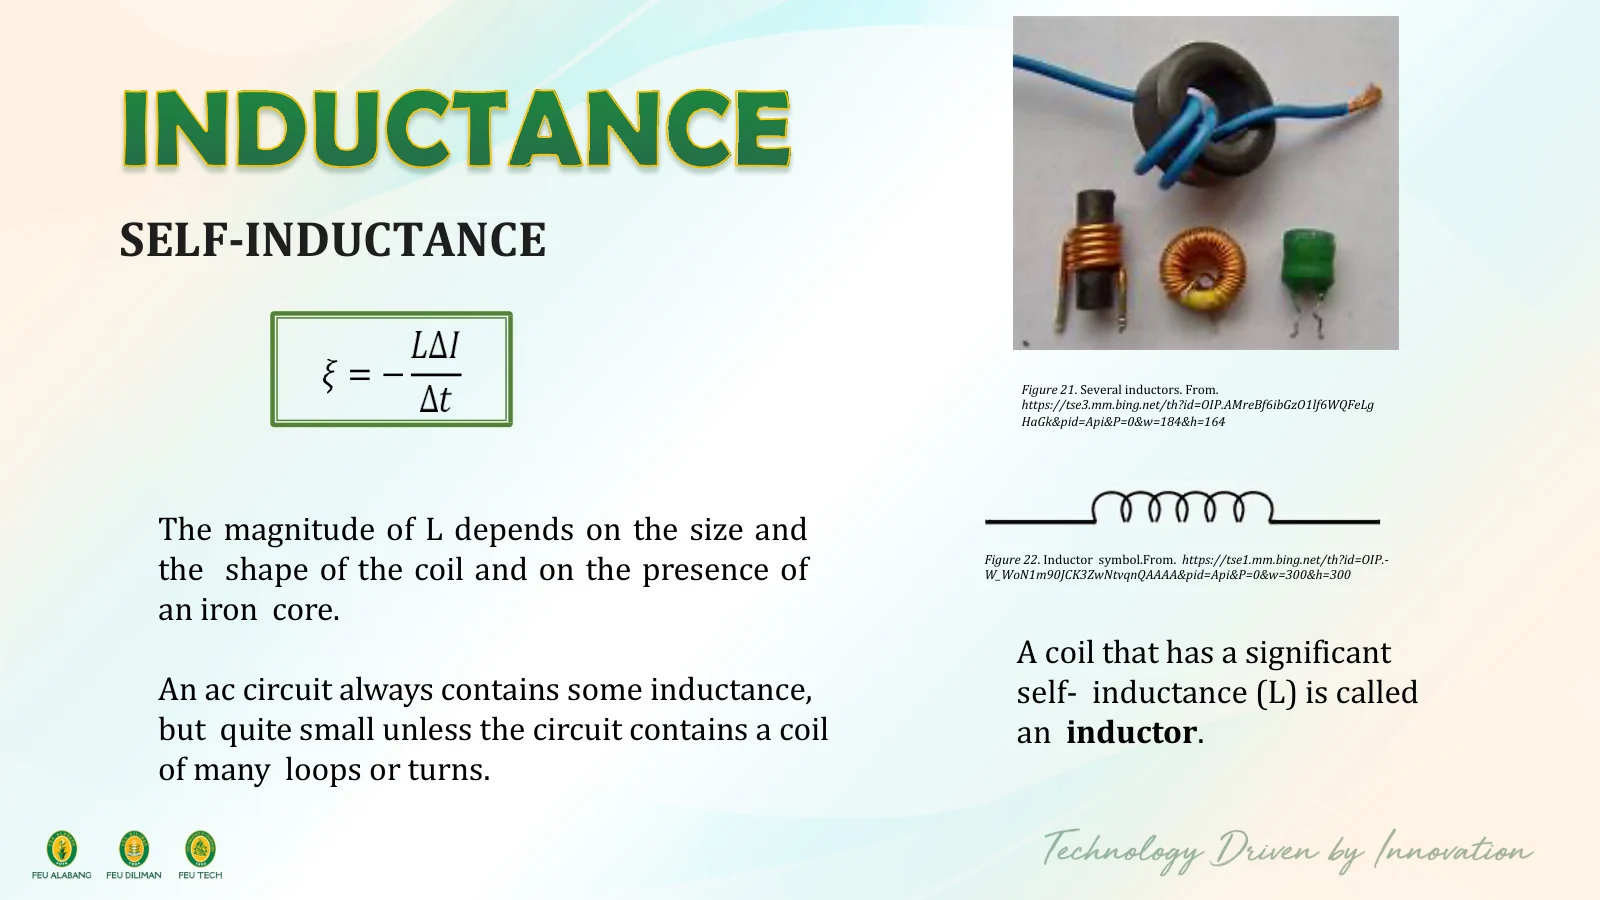 INDUCTANCE
SELF-INDUCTANCE
ξ = − LΔI / Δt
The magnitude of L depends on the size and
the shape of the coil and on the presence of
an iron core.
An ac circuit always contains some inductance,
but quite small unless the circuit contains a coil
of many loops or turns.
Figure 21. Several inductors. From.
https://tse3.mm.bing.net/th?id=OIP.AMreBf6ibGzO1lf6WQFeLg
HaGk&pid=Api&P=0&w=184&h=164
Figure 22. Inductor symbol.From. https://tse1.mm.bing.net/th?id=OIP.-
W_WoN1m90JCK3ZwNtvqnQAAAA&pid=Api&P=0&w=300&h=300
A coil that has a significant
self- inductance (L) is called
an inductor.
FEU ALABANG
FEU DILIMAN
FEU TECH
Technology Driven by Innovation